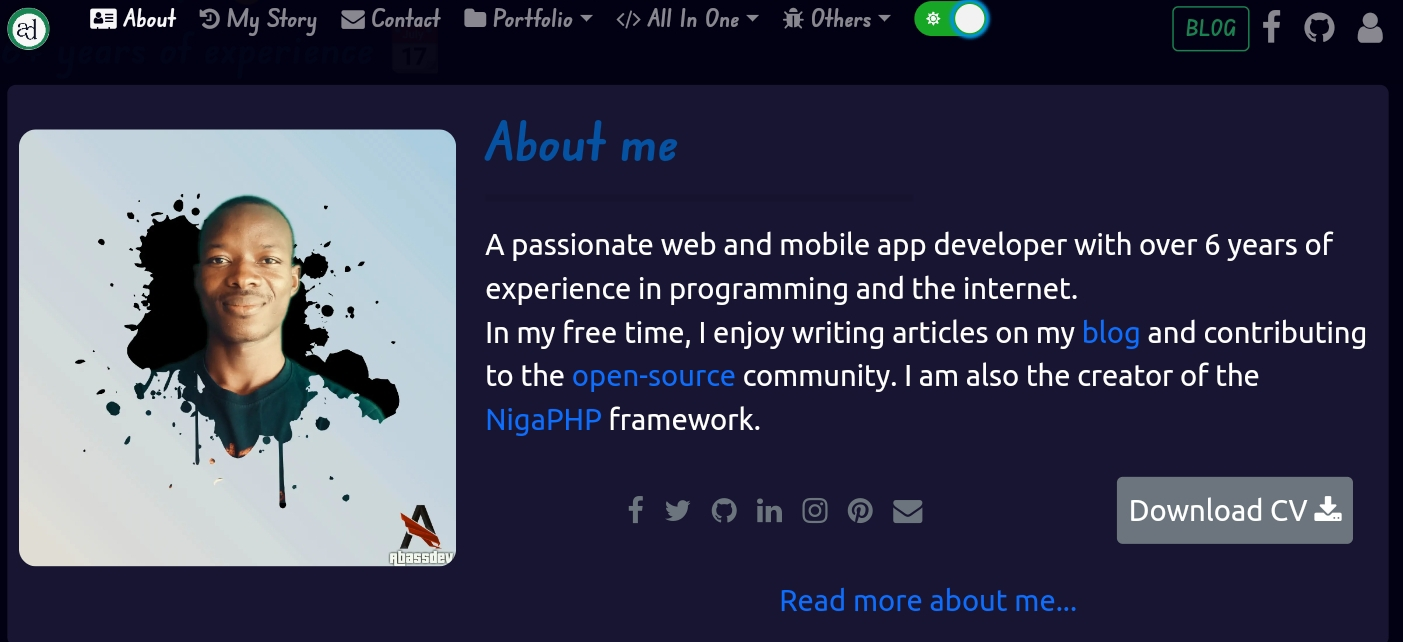 ad
About My Story Contact Portfolio All In One Others
BLOG
years of experience
17
About me
A passionate web and mobile app developer with over 6 years of
experience in programming and the internet.
In my free time, I enjoy writing articles on my blog and contributing
to the open-source community. I am also the creator of the
NigaPHP framework.
Download CV
Abassdev
Read more about me...